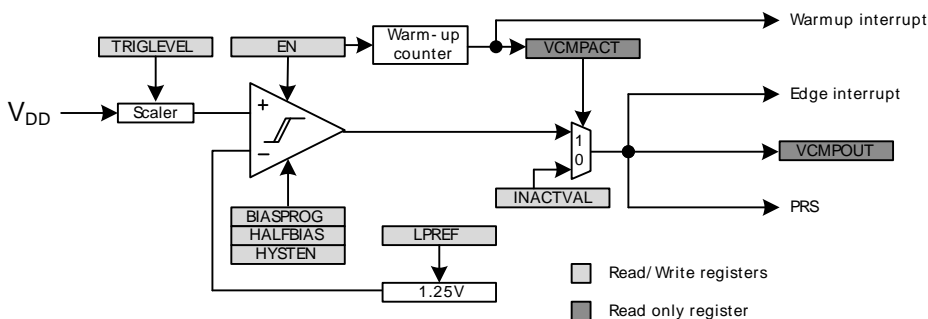 Warmup interrupt
TRIGLEVEL
EN
Warm-up
counter
VCMPACT
Edge interrupt
VDD
Scaler
+
−
1
0
VCMPOUT
INACTVAL
PRS
BIASPROG
HALFBIAS
HYSTEN
LPREF
1.25V
Read/Write registers
Read only register